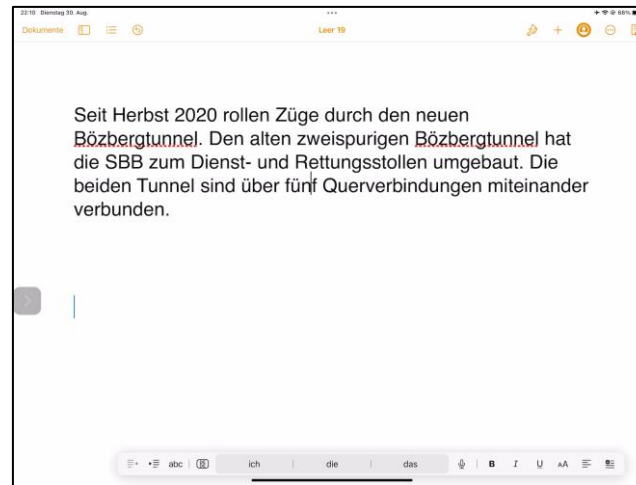 22:10 Dienstag 30. Aug.
66%
Dokumente
Leer 19
Seit Herbst 2020 rollen Züge durch den neuen
Bözbergtunnel. Den alten zweispurigen Bözbergtunnel hat
die SBB zum Dienst- und Rettungsstollen umgebaut. Die
beiden Tunnel sind über fünf Querverbindungen miteinander
verbunden.
abc ich die das B I U AA